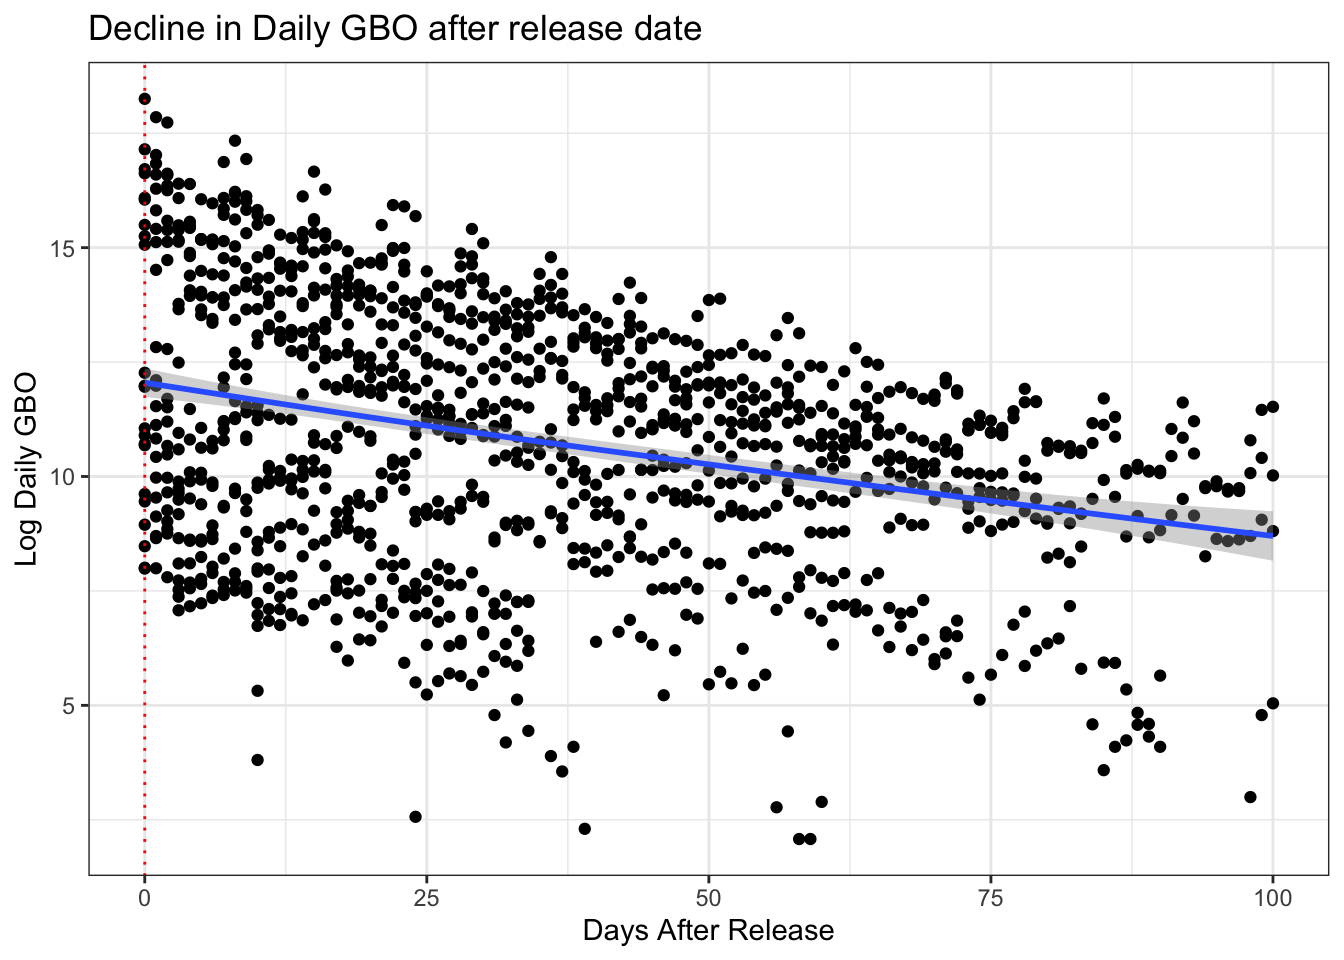 Decline in Daily GBO after release date
Log Daily GBO
15
10
5
0 25 50 75 100
Days After Release